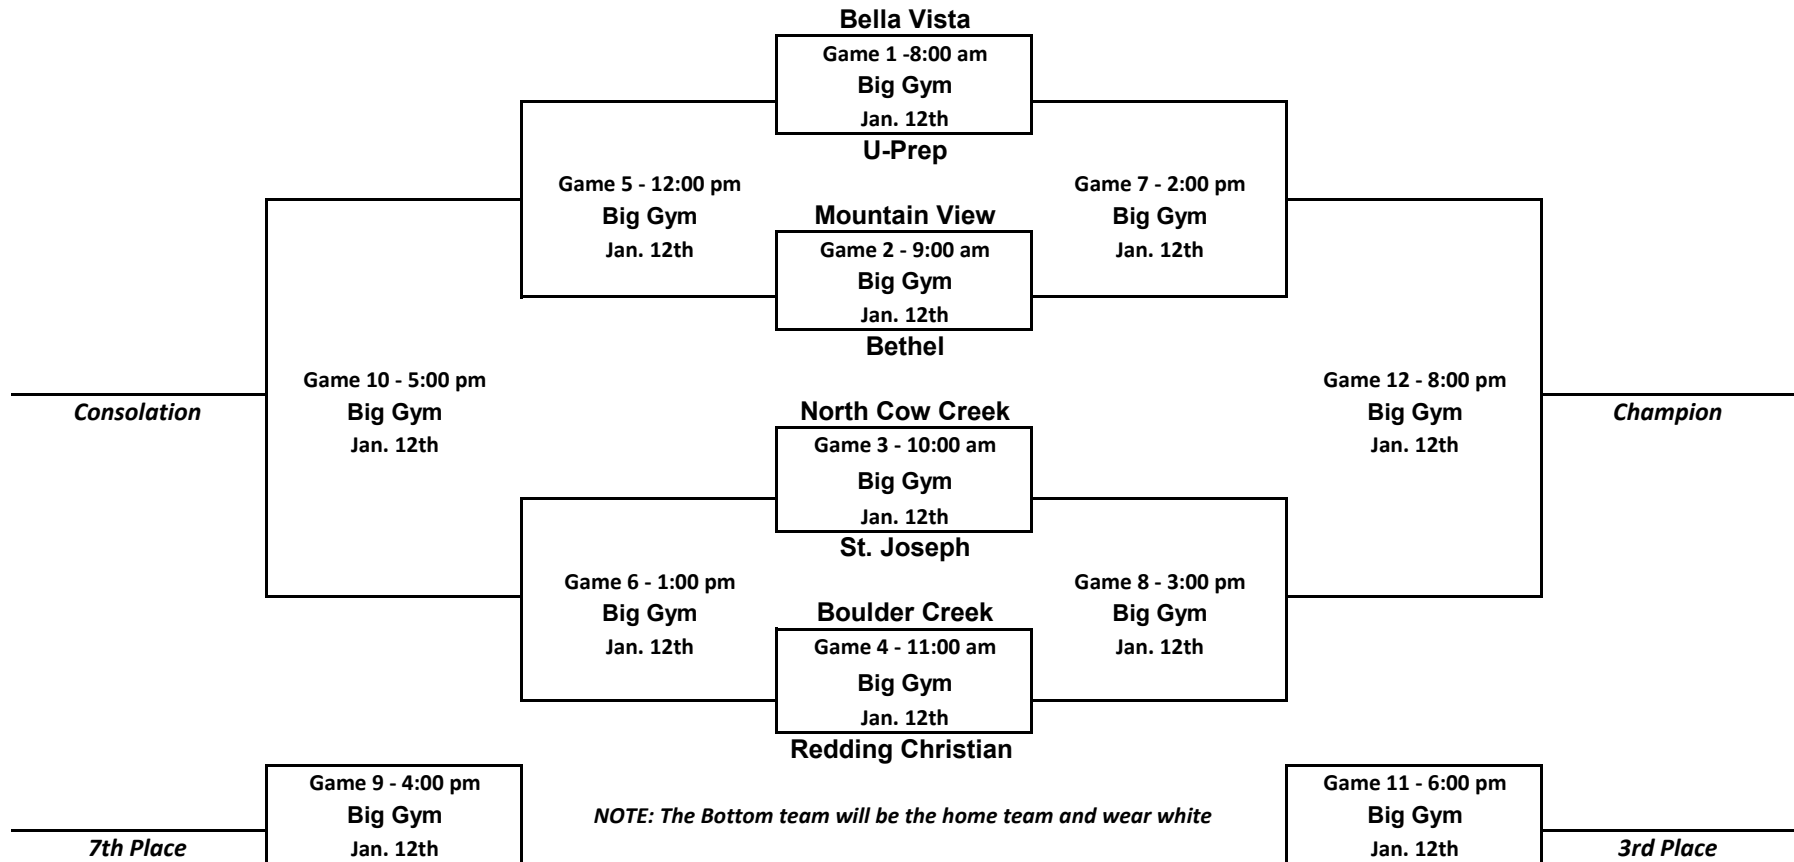 Bella Vista
Game 1 -8:00 am
Big Gym
Jan. 12th
U-Prep
Game 5 - 12:00 pm
Big Gym
Jan. 12th
Game 7 - 2:00 pm
Big Gym
Jan. 12th
Mountain View
Game 2 - 9:00 am
Big Gym
Jan. 12th
Bethel
Game 10 - 5:00 pm
Big Gym
Jan. 12th
Consolation
Game 12 - 8:00 pm
Big Gym
Jan. 12th
Champion
North Cow Creek
Game 3 - 10:00 am
Big Gym
Jan. 12th
St. Joseph
Game 6 - 1:00 pm
Big Gym
Jan. 12th
Game 8 - 3:00 pm
Big Gym
Jan. 12th
Boulder Creek
Game 4 - 11:00 am
Big Gym
Jan. 12th
Redding Christian
Game 9 - 4:00 pm
Big Gym
Jan. 12th
7th Place
NOTE: The Bottom team will be the home team and wear white
Game 11 - 6:00 pm
Big Gym
Jan. 12th
3rd Place